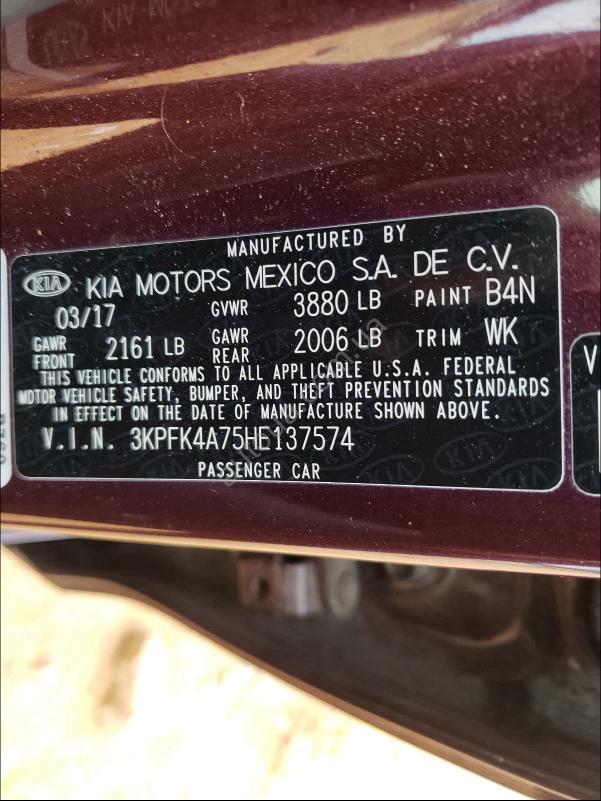 MANUFACTURED BY
KIA KIA MOTORS MEXICO S.A. DE C.V.
03/17 GVWR 3880 LB PAINT B4N
GAWR FRONT 2161 LB GAWR REAR 2006 LB TRIM WK
THIS VEHICLE CONFORMS TO ALL APPLICABLE U.S.A. FEDERAL
MOTOR VEHICLE SAFETY, BUMPER, AND THEFT PREVENTION STANDARDS
IN EFFECT ON THE DATE OF MANUFACTURE SHOWN ABOVE.
V.I.N. 3KPFK4A75HE137574
PASSENGER CAR
V